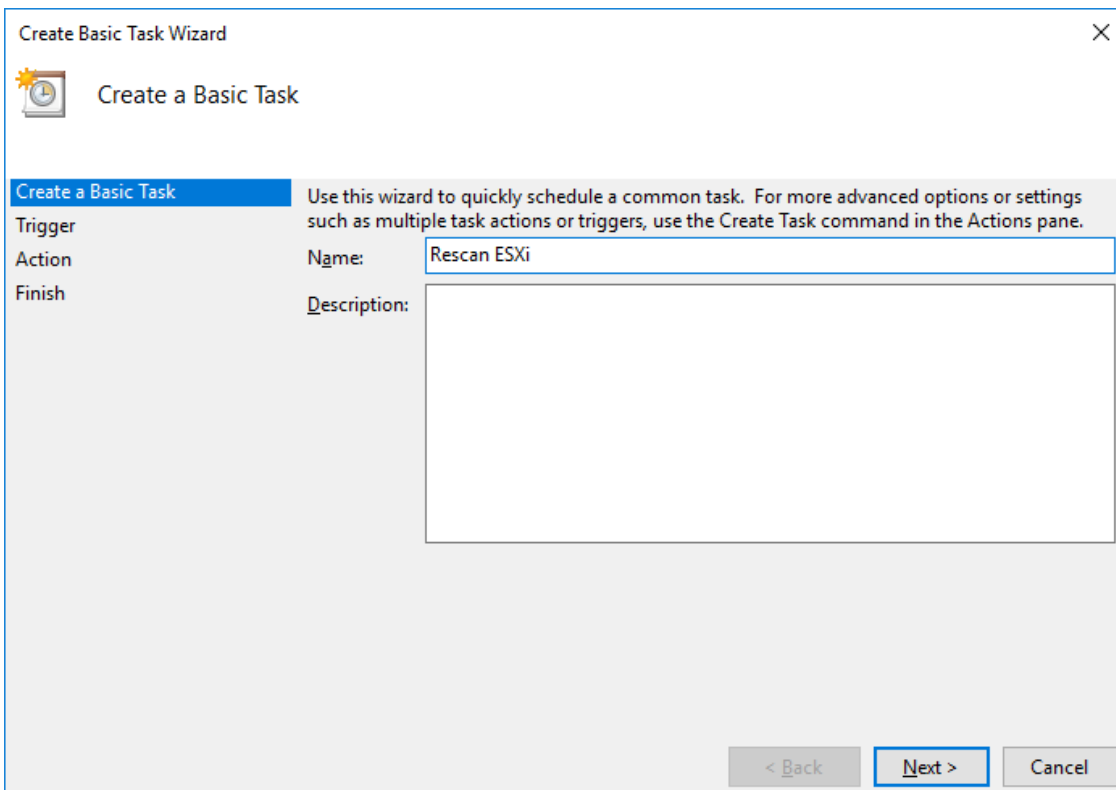 Create Basic Task Wizard
Create a Basic Task
Create a Basic Task
Trigger
Action
Finish
Use this wizard to quickly schedule a common task.  For more advanced options or settings
such as multiple task actions or triggers, use the Create Task command in the Actions pane.
Name:
Rescan ESXi
Description:
< Back
Next >
Cancel